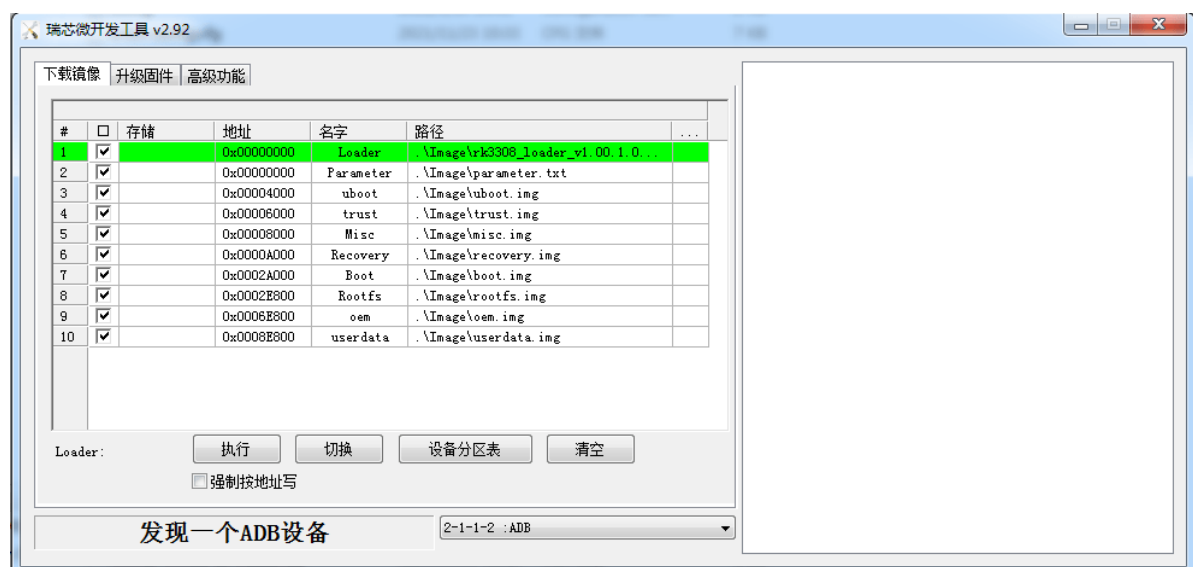 瑞芯微开发工具 v2.92
下载镜像 升级固件 高级功能
# 存储 地址 名字 路径 ...
1 0x00000000 Loader .\Image\rk3308_loader_v1.00.1.0...
2 0x00000000 Parameter .\Image\parameter.txt
3 0x00004000 uboot .\Image\uboot.img
4 0x00006000 trust .\Image\trust.img
5 0x00008000 Misc .\Image\misc.img
6 0x0000A000 Recovery .\Image\recovery.img
7 0x0002A000 Boot .\Image\boot.img
8 0x0002E800 Rootfs .\Image\rootfs.img
9 0x0006E800 oem .\Image\oem.img
10 0x0008E800 userdata .\Image\userdata.img
Loader: 执行 切换 设备分区表 清空
强制按地址写
发现一个ADB设备 2-1-1-2 :ADB